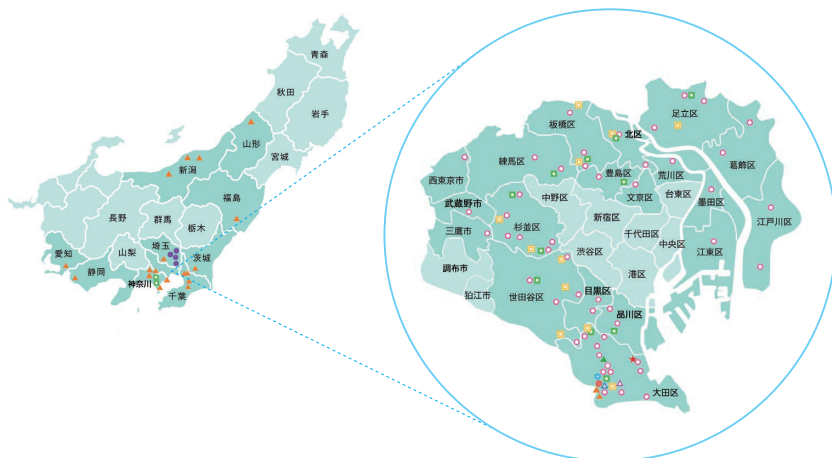 青森
秋田
岩手
山形
宮城
新潟
福島
長野
群馬
栃木
埼玉
茨城
愛知
山梨
静岡
神奈川
千葉
足立区
板橋区
北区
練馬区
葛飾区
西東京市
豊島区
荒川区
文京区
台東区
墨田区
中野区
武蔵野市
新宿区
江戸川区
三鷹市
杉並区
千代田区
中央区
江東区
渋谷区
調布市
港区
狛江市
世田谷区
目黒区
品川区
大田区